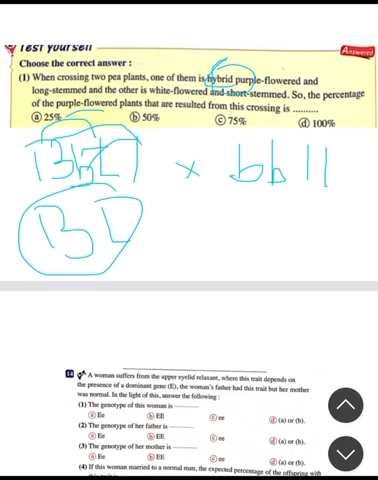 Test yourself
Answered
Choose the correct answer :
(1) When crossing two pea plants, one of them is hybrid purple-flowered and
long-stemmed and the other is white-flowered and short-stemmed. So, the percentage
of the purple-flowered plants that are resulted from this crossing is ..........
ⓐ 25% ⓑ 50% ⓒ 75% ⓓ 100%
× bb ll
14 A woman suffers from the upper eyelid relaxant, where this trait depends on
the presence of a dominant gene (E), the woman's father had this trait but her mother
was normal. In the light of this, answer the following :
(1) The genotype of this woman is
ⓐ Ee ⓑ EE ⓒ ee ⓓ (a) or (b).
(2) The genotype of her father is
ⓐ Ee ⓑ EE ⓒ ee ⓓ (a) or (b).
(3) The genotype of her mother is
ⓐ Ee ⓑ EE ⓒ ee ⓓ (a) or (b).
(4) If this woman married to a normal man, the expected percentage of the offspring with